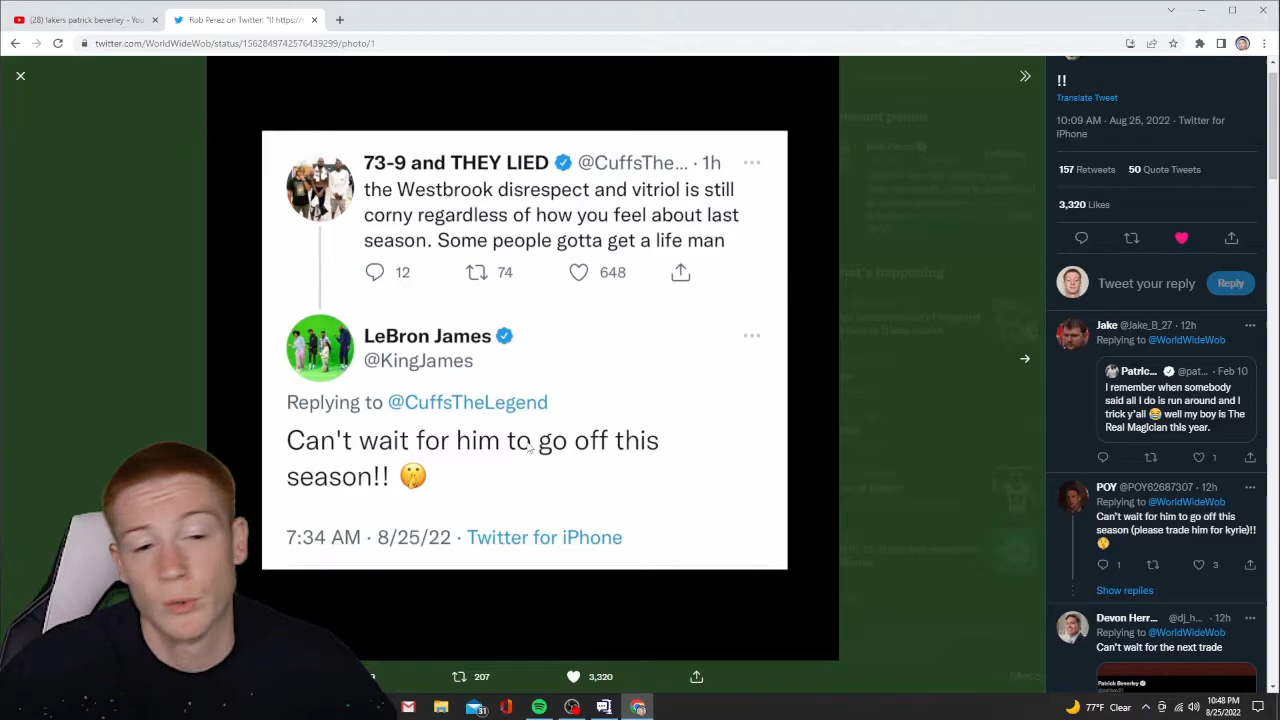 (28) lakers patrick beverley - You
Rob Perez on Twitter: "!! https://
twitter.com/WorldWideWob/status/1562849742576439299/photo/1
73-9 and THEY LIED @CuffsThe... · 1h
the Westbrook disrespect and vitriol is still
corny regardless of how you feel about last
season. Some people gotta get a life man
12 74 648
LeBron James
@KingJames
Replying to @CuffsTheLegend
Can't wait for him to go off this
season!! 🤫
7:34 AM · 8/25/22 · Twitter for iPhone
207 3,320
!!
Translate Tweet
10:09 AM · Aug 25, 2022 · Twitter for
iPhone
157 Retweets 50 Quote Tweets
3,320 Likes
Tweet your reply Reply
Jake @Jake_B_27 · 12h
Replying to @WorldWideWob
Patric... @pat... · Feb 10
I remember when somebody
said all I do is run around and I
trick y'all 😂 well my boy is The
Real Magician this year.
1
POY @POY62687307 · 12h
Replying to @WorldWideWob
Can't wait for him to go off this
season (please trade him for kyrie)!!
🤫
1 3
Show replies
Devon Herr... @dj_h... · 12h
Replying to @WorldWideWob
Can't wait for the next trade
Patrick Beverley
31
77°F Clear
10:48 PM
8/25/2022